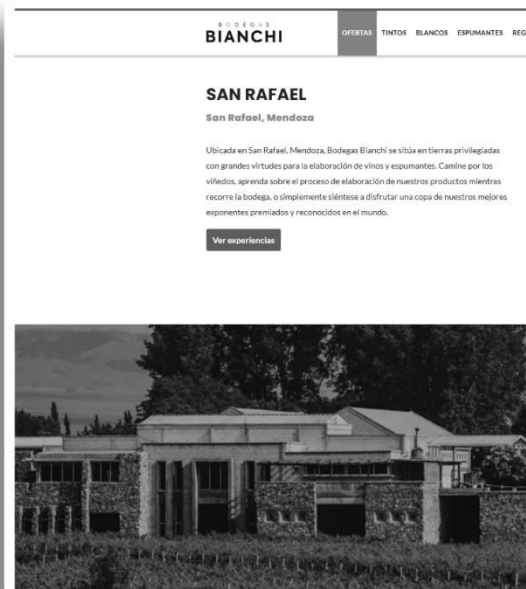 BODEGAS
BIANCHI
OFERTAS TINTOS BLANCOS ESPUMANTES REG
SAN RAFAEL
San Rafael, Mendoza
Ubicada en San Rafael, Mendoza, Bodegas Bianchi se sitúa en tierras privilegiadas
con grandes virtudes para la elaboración de vinos y espumantes. Camine por los
viñedos, aprenda sobre el proceso de elaboración de nuestros productos mientras
recorre la bodega, o simplemente siéntese a disfrutar una copa de nuestros mejores
exponentes premiados y reconocidos en el mundo.
Ver experiencias